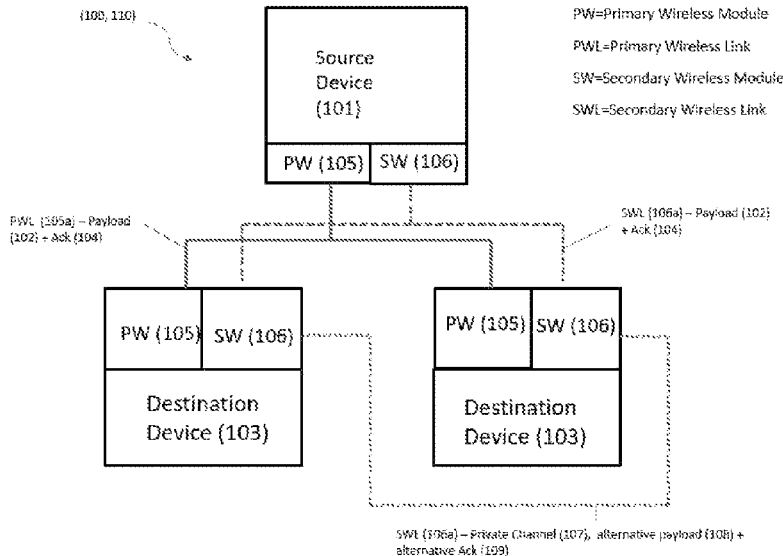 (100, 110)
PW=Primary Wireless Module
PWL=Primary Wireless Link
SW=Secondary Wireless Module
SWL=Secondary Wireless Link
Source
Device
(101)
PW (105)
SW (106)
PWL (105a) – Payload
(102) + Ack (104)
SWL (106a) – Payload (102)
+ Ack (104)
PW (105)
SW (106)
PW (105)
SW (106)
Destination
Device (103)
Destination
Device (103)
SWL (106a) – Private Channel (107), alternative payload (108) +
alternative Ack (109)